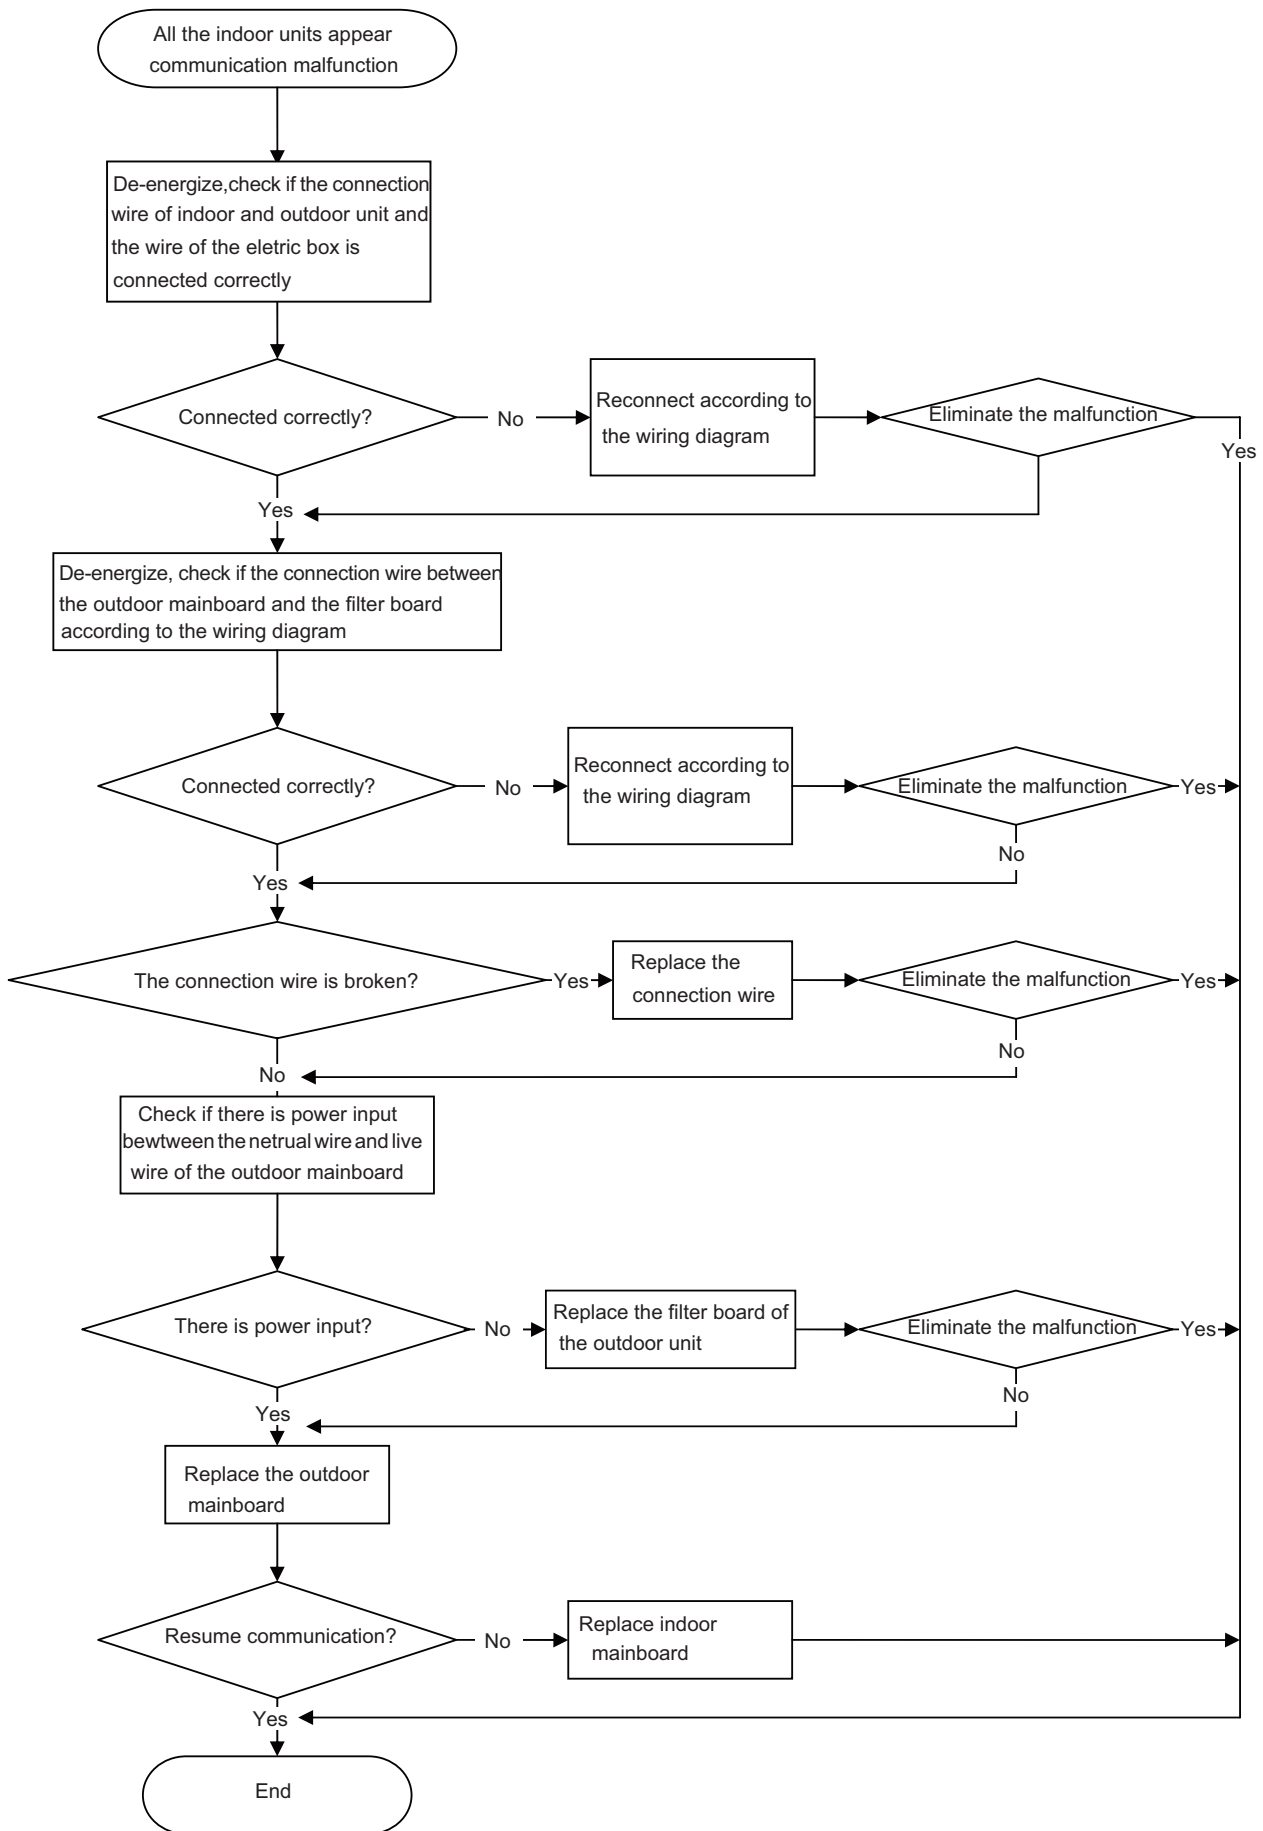 All the indoor units appear
communication malfunction
De-energize,check if the connection
wire of indoor and outdoor unit and
the wire of the eletric box is
connected correctly
Connected correctly?
No
Reconnect according to
the wiring diagram
Eliminate the malfunction
Yes
Yes
De-energize, check if the connection wire between
the outdoor mainboard and the filter board
according to the wiring diagram
Connected correctly?
No
Reconnect according to
the wiring diagram
Eliminate the malfunction
Yes
No
Yes
The connection wire is broken?
Yes
Replace the
connection wire
Eliminate the malfunction
Yes
No
No
Check if there is power input
bewtween the netrual wire and live
wire of the outdoor mainboard
There is power input?
No
Replace the filter board of
the outdoor unit
Eliminate the malfunction
Yes
No
Yes
Replace the outdoor
mainboard
Resume communication?
No
Replace indoor
mainboard
Yes
End